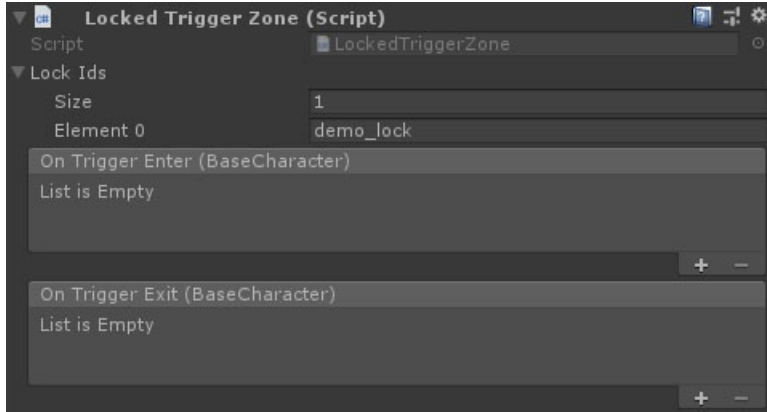 Locked Trigger Zone (Script)
Script LockedTriggerZone
Lock Ids
Size 1
Element 0 demo_lock
On Trigger Enter (BaseCharacter)
List is Empty
+ −
On Trigger Exit (BaseCharacter)
List is Empty
+ −